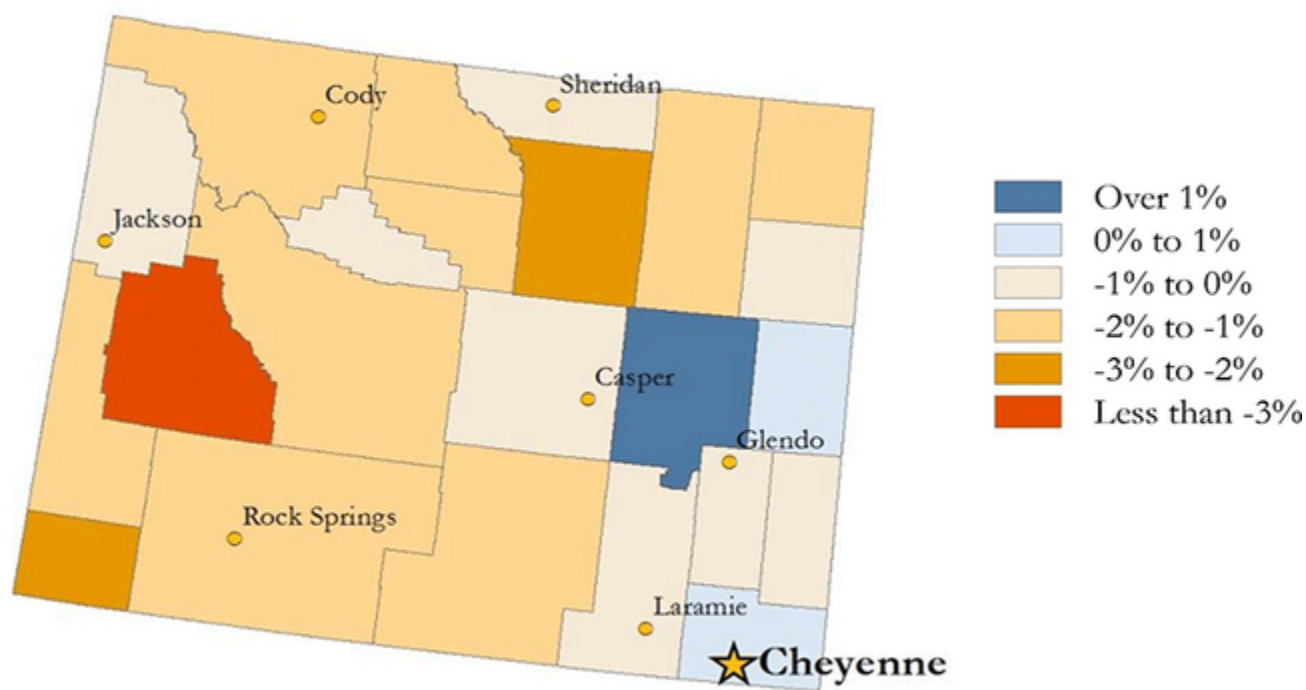 Cody
Sheridan
Jackson
Casper
Glendo
Rock Springs
Laramie
Cheyenne
Over 1%
0% to 1%
-1% to 0%
-2% to -1%
-3% to -2%
Less than -3%